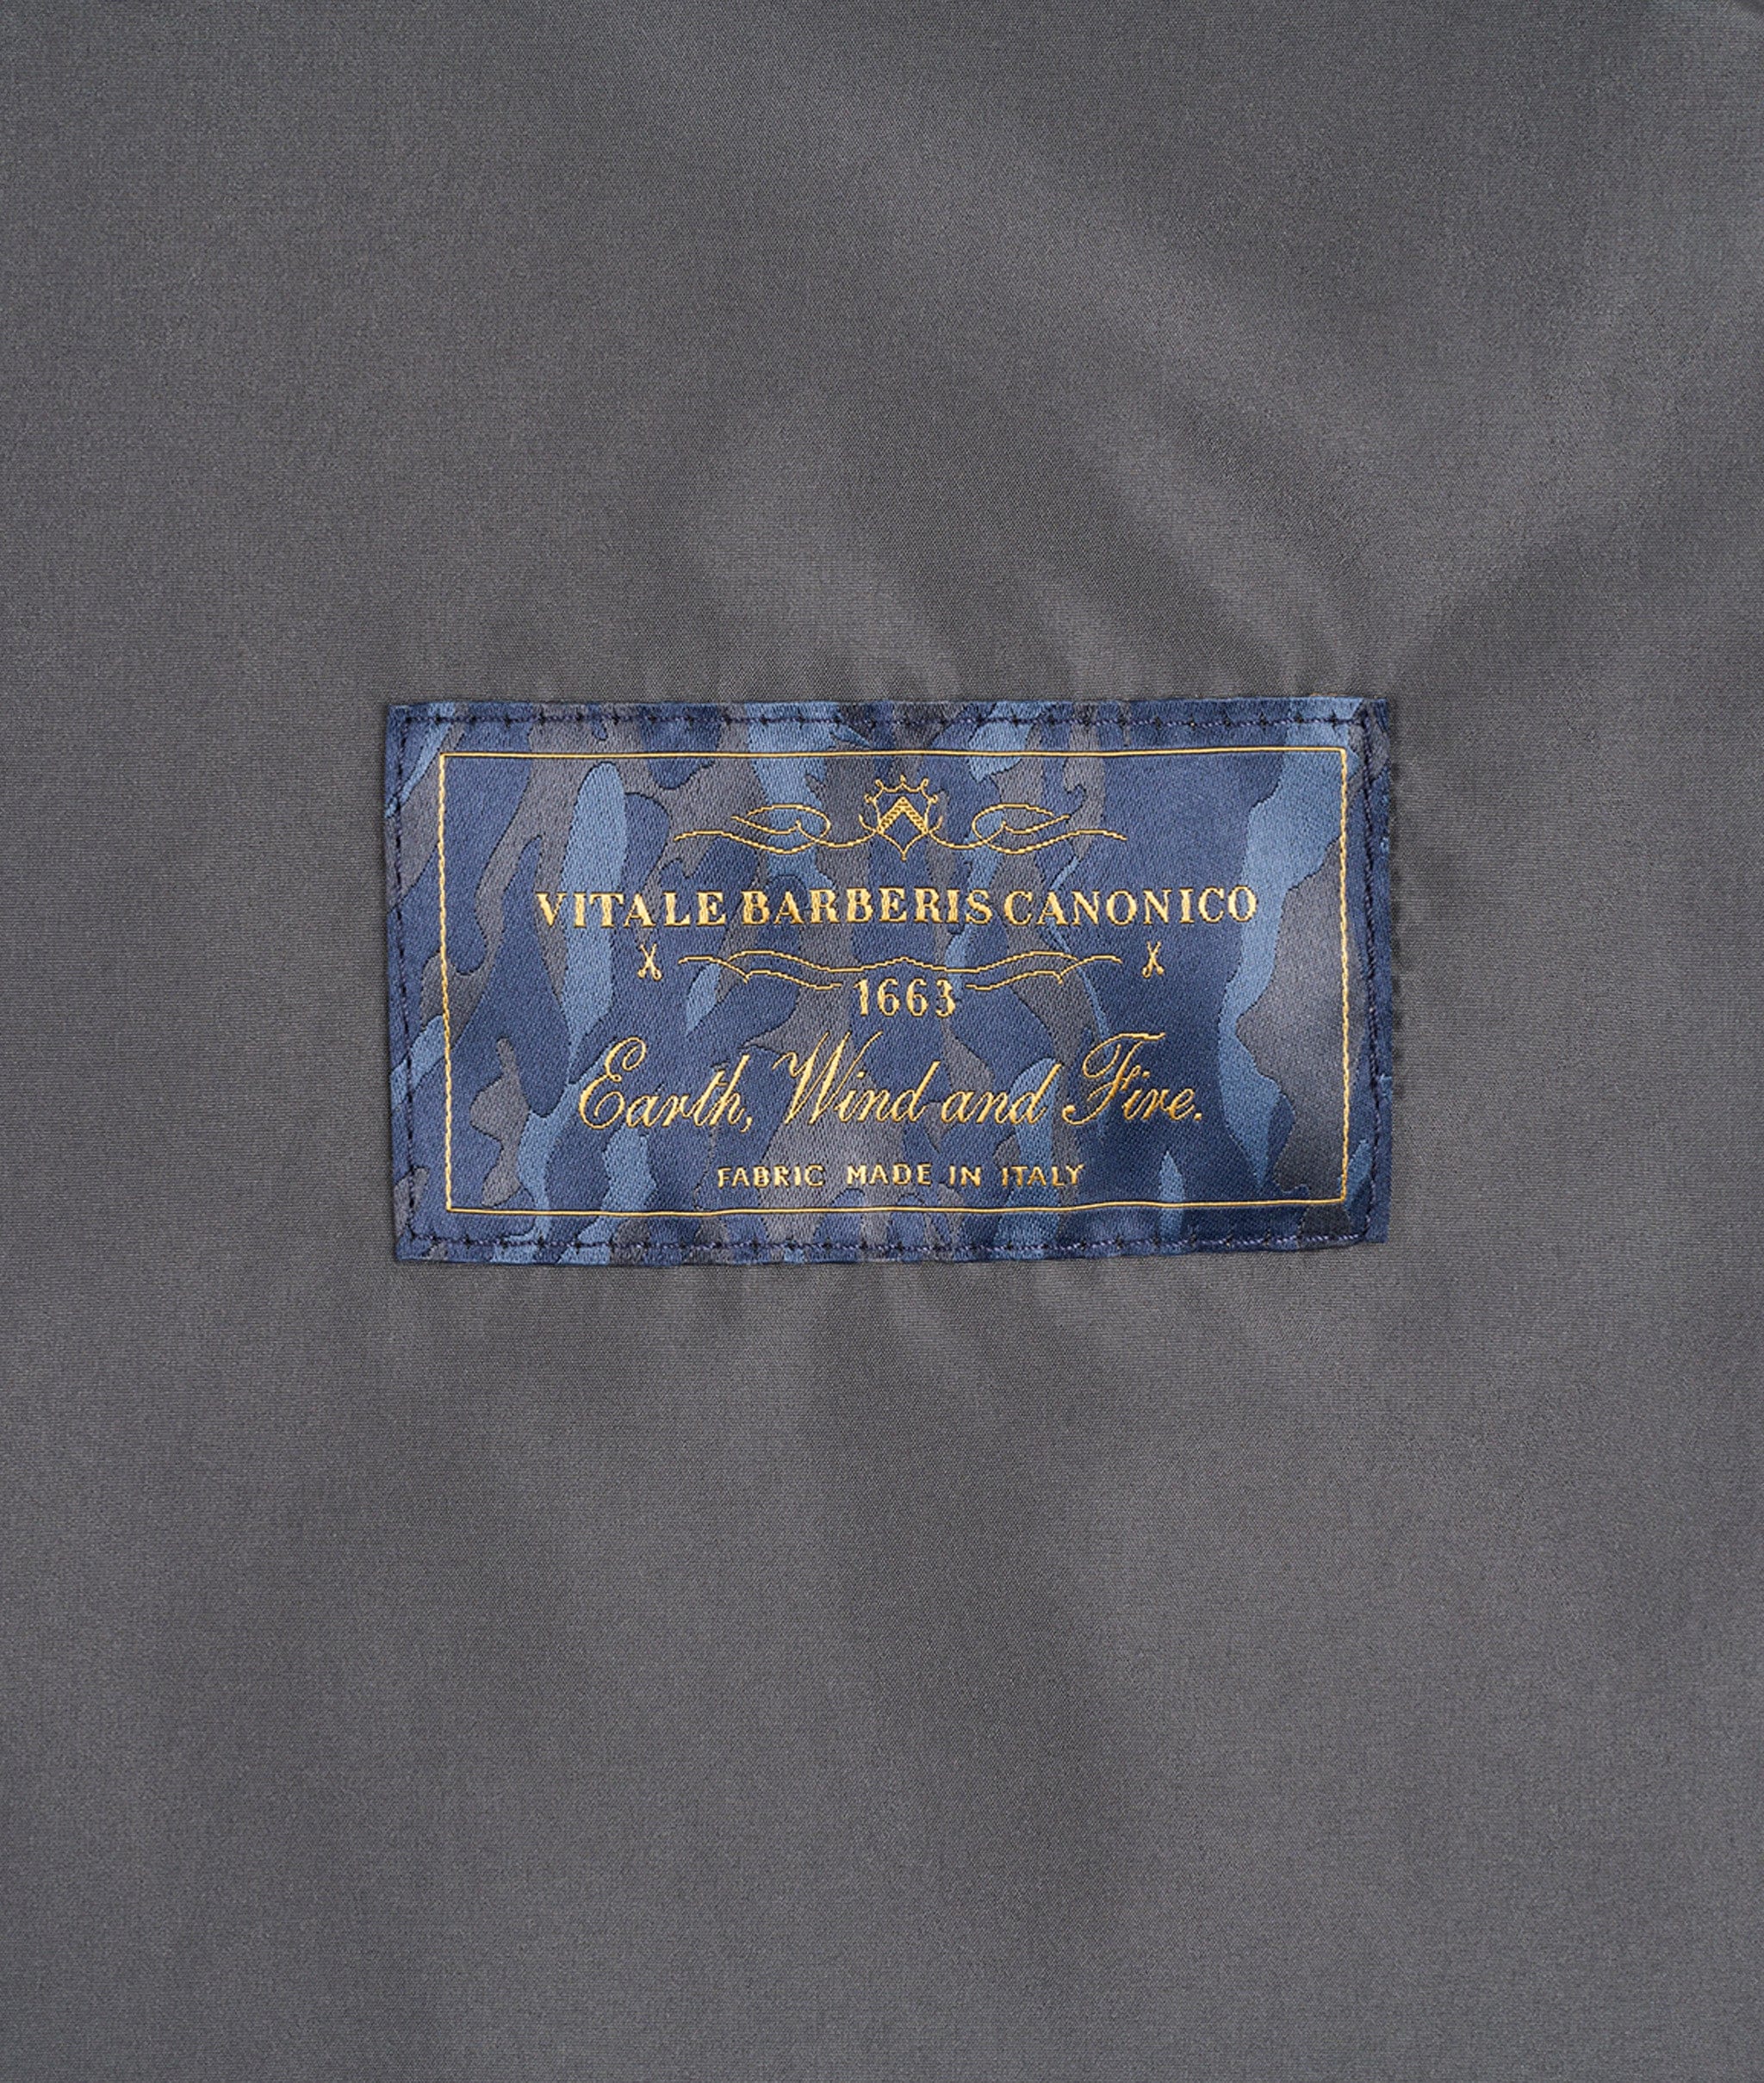 VITALE BARBERIS CANONICO
1663
Earth, Wind and Fire.
FABRIC MADE IN ITALY